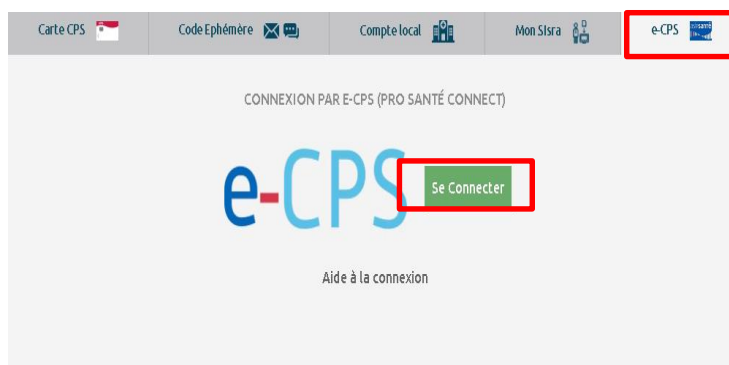 Carte CPS
Code Ephémère
Compte local
Mon SIsra
e-CPS
CONNEXION PAR E-CPS (PRO SANTÉ CONNECT)
e-CPS
Se Connecter
Aide à la connexion